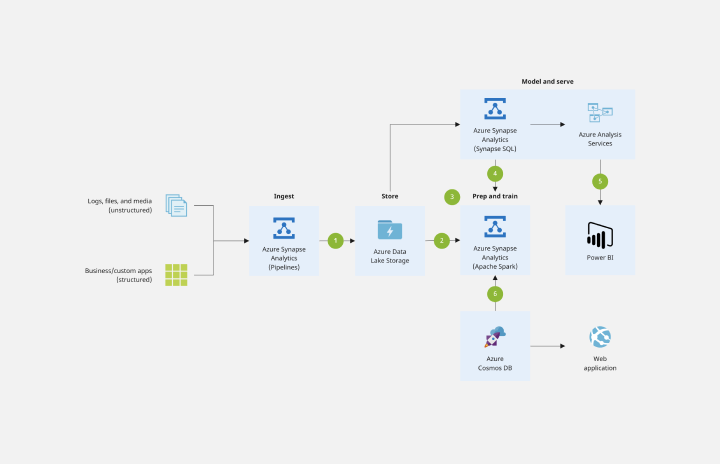 Model and serve
Azure Synapse
Analytics
(Synapse SQL)
Azure Analysis
Services
4
5
Logs, files, and media
(unstructured)
Business/custom apps
(structured)
Ingest
Azure Synapse
Analytics
(Pipelines)
1
Store
Azure Data
Lake Storage
2
3
Prep and train
Azure Synapse
Analytics
(Apache Spark)
Power BI
6
Azure
Cosmos DB
Web
application